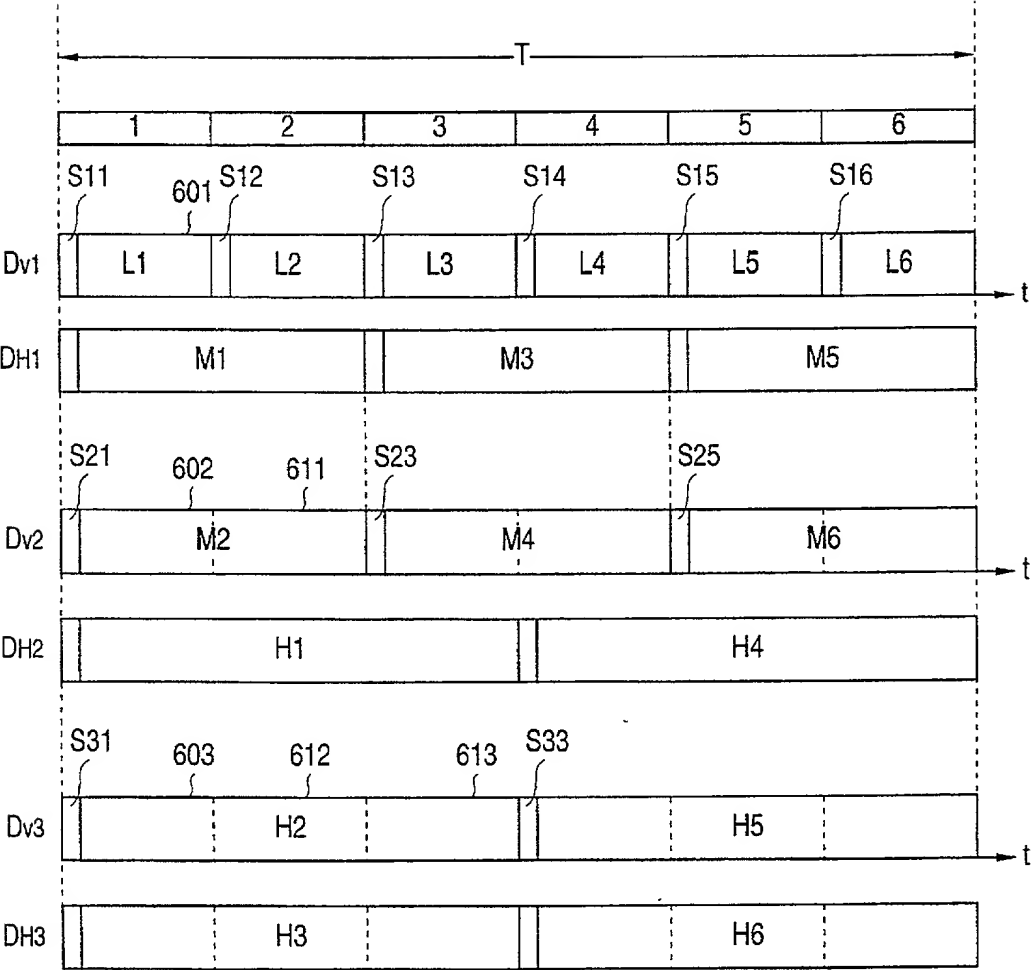 T
1 2 3 4 5 6
S11 601 S12 S13 S14 S15 S16
Dv1 L1 L2 L3 L4 L5 L6 t
DH1 M1 M3 M5
S21 602 611 S23 S25
Dv2 M2 M4 M6 t
DH2 H1 H4
S31 603 612 613 S33
Dv3 H2 H5 t
DH3 H3 H6